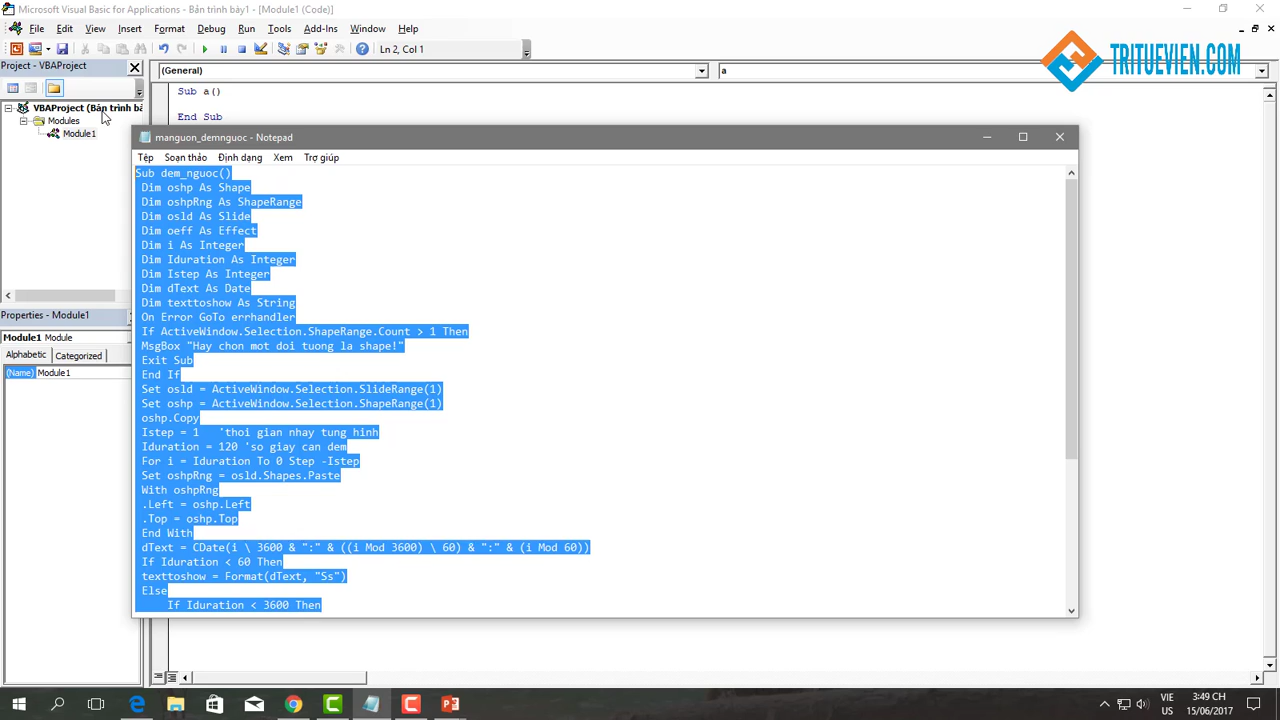 Microsoft Visual Basic for Applications - Bản trình bày1 - [Module1 (Code)]
File Edit View Insert Format Debug Run Tools Add-Ins Window Help
Ln 2, Col 1
TRITUEVIEN.COM
Project - VBAProject
(General)
a
VBAProject (Bản trình bà
Modules
Module1
Sub a()
End Sub
manguon_demnguoc - Notepad
Tệp Soạn thảo Định dạng Xem Trợ giúp
Sub dem_nguoc()
Dim oshp As Shape
Dim oshpRng As ShapeRange
Dim osld As Slide
Dim oeff As Effect
Dim i As Integer
Dim Iduration As Integer
Dim Istep As Integer
Dim dText As Date
Dim texttoshow As String
On Error GoTo errhandler
If ActiveWindow.Selection.ShapeRange.Count > 1 Then
MsgBox "Hay chon mot doi tuong la shape!"
Exit Sub
End If
Set osld = ActiveWindow.Selection.SlideRange(1)
Set oshp = ActiveWindow.Selection.ShapeRange(1)
oshp.Copy
Istep = 1 'thoi gian nhay tung hinh
Iduration = 120 'so giay can dem
For i = Iduration To 0 Step -Istep
Set oshpRng = osld.Shapes.Paste
With oshpRng
.Left = oshp.Left
.Top = oshp.Top
End With
dText = CDate(i \ 3600 & ":" & ((i Mod 3600) \ 60) & ":" & (i Mod 60))
If Iduration < 60 Then
texttoshow = Format(dText, "Ss")
Else
If Iduration < 3600 Then
Properties - Module1
Module1 Module
Alphabetic Categorized
(Name) Module1
VIE
US
3:49 CH
15/06/2017